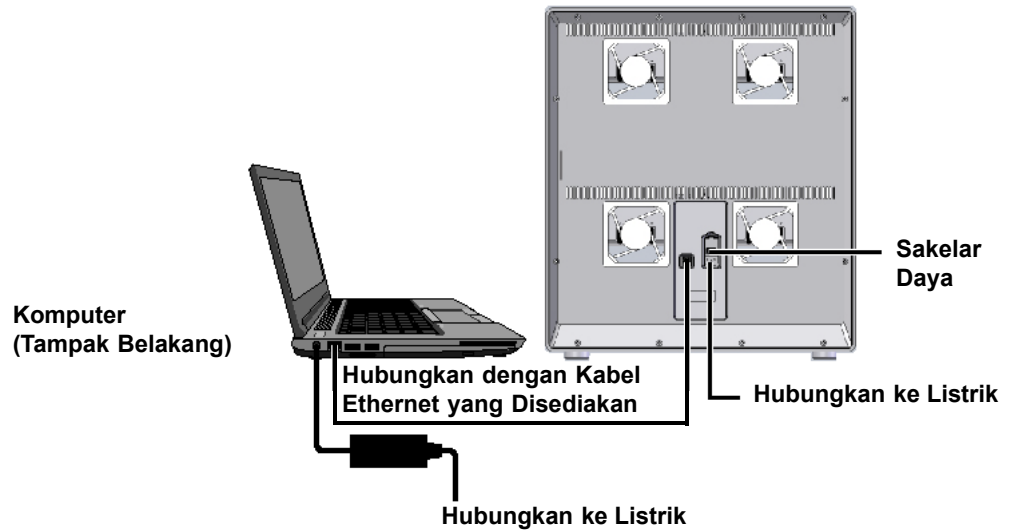 Sakelar
Daya
Komputer
(Tampak Belakang)
Hubungkan dengan Kabel
Ethernet yang Disediakan
Hubungkan ke Listrik
Hubungkan ke Listrik